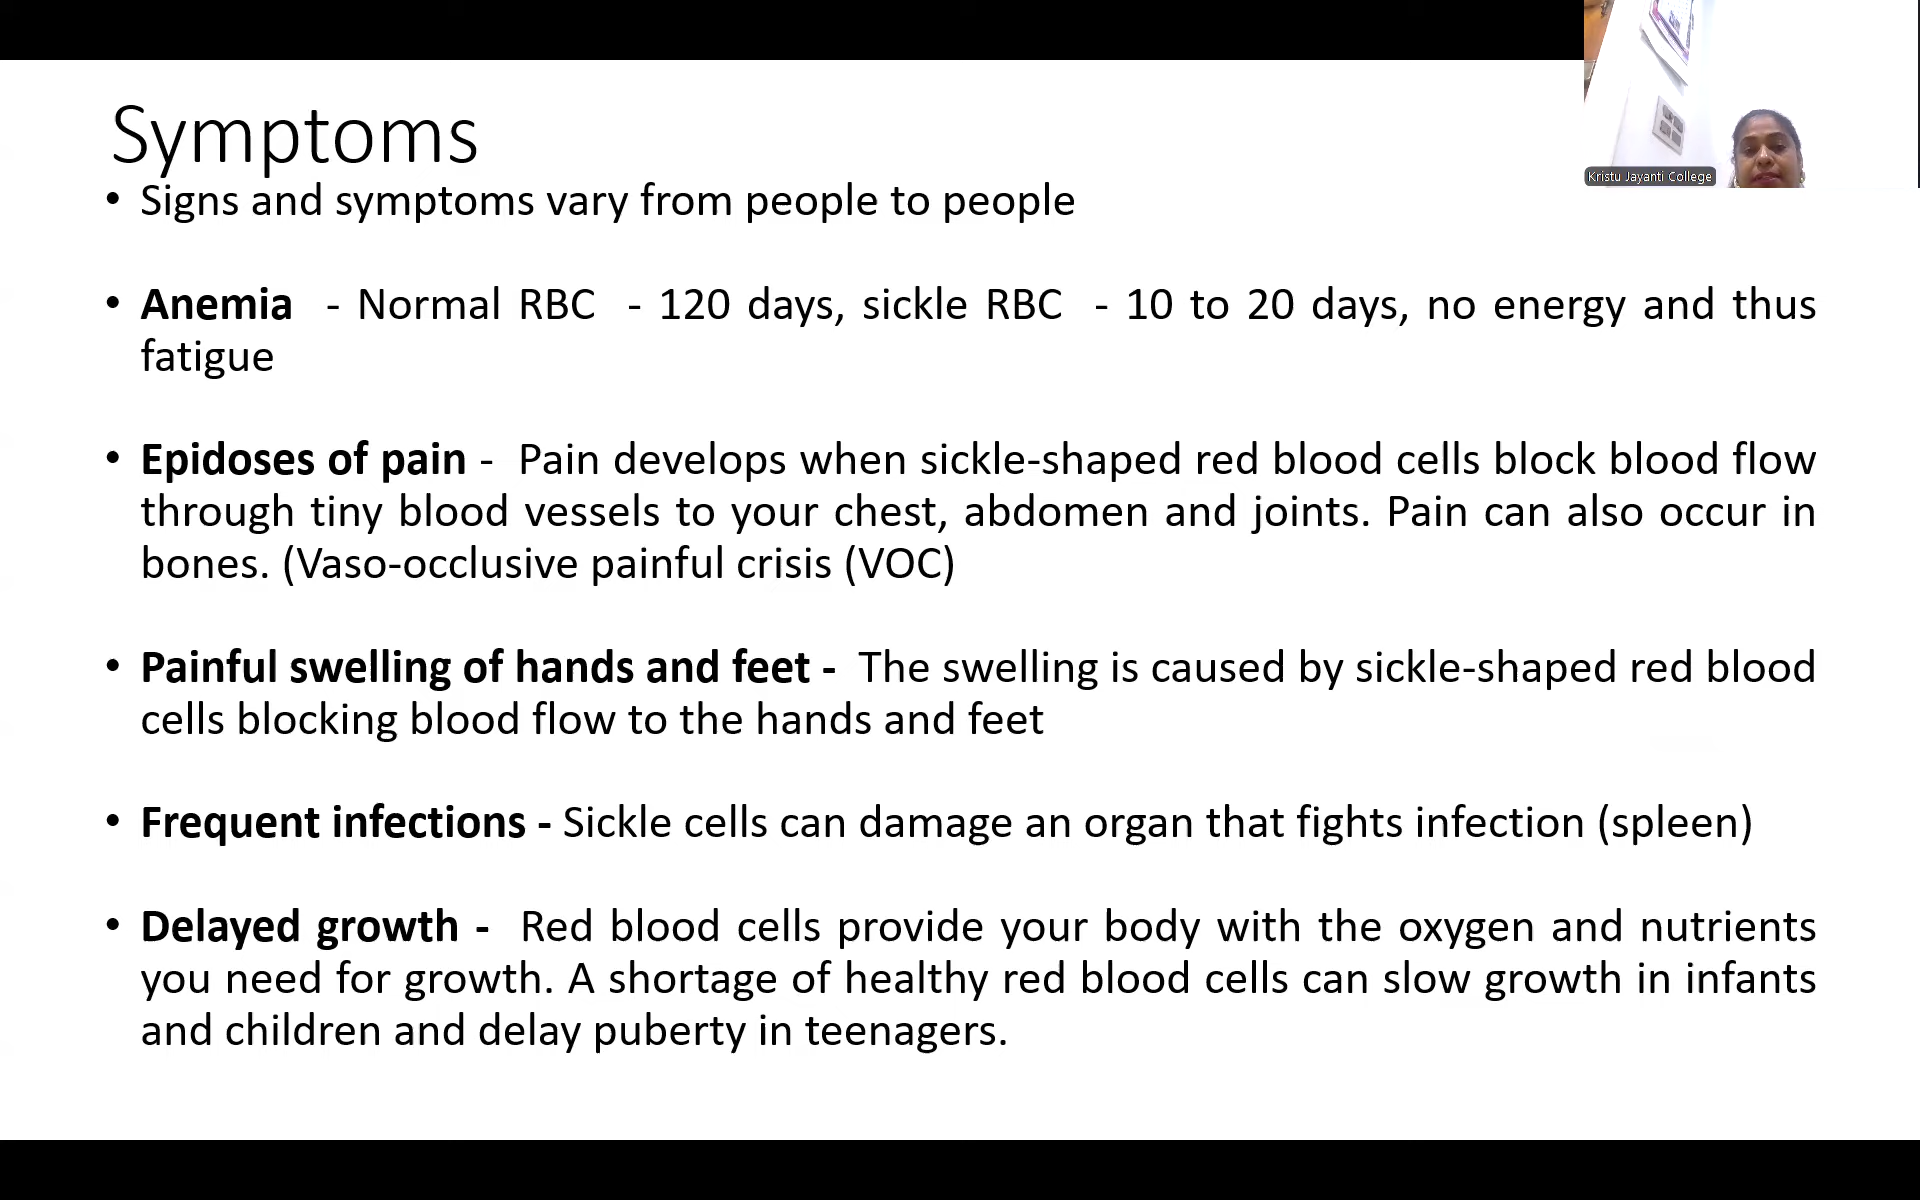 Kristu Jayanti College
Symptoms
• Signs and symptoms vary from people to people
• Anemia - Normal RBC - 120 days, sickle RBC - 10 to 20 days, no energy and thus
fatigue
• Epidoses of pain - Pain develops when sickle-shaped red blood cells block blood flow
through tiny blood vessels to your chest, abdomen and joints. Pain can also occur in
bones. (Vaso-occlusive painful crisis (VOC)
• Painful swelling of hands and feet - The swelling is caused by sickle-shaped red blood
cells blocking blood flow to the hands and feet
• Frequent infections - Sickle cells can damage an organ that fights infection (spleen)
• Delayed growth - Red blood cells provide your body with the oxygen and nutrients
you need for growth. A shortage of healthy red blood cells can slow growth in infants
and children and delay puberty in teenagers.